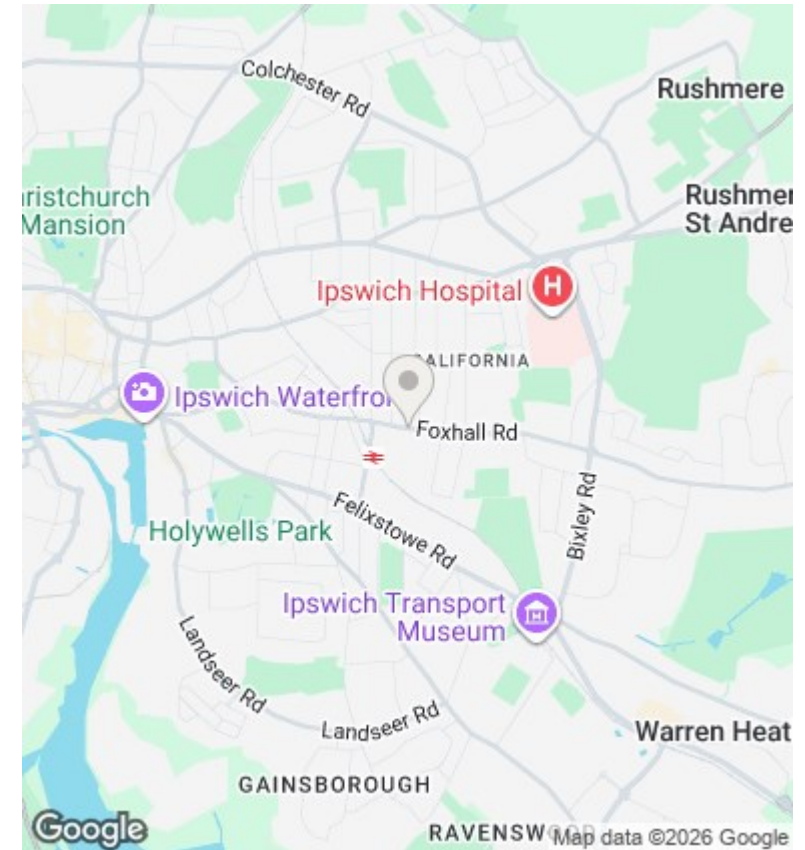 Colchester Rd
Rushmere
ristchurch
Mansion
Rushmer
St Andre
Ipswich Hospital
H
ALIFORNIA
Ipswich Waterfro
Foxhall Rd
Felixstowe Rd
Bixley Rd
Holywells Park
Ipswich Transport
Museum
Landseer Rd
Landseer Rd
Warren Heat
GAINSBOROUGH
RAVENSW
Google
Map data ©2026 Google